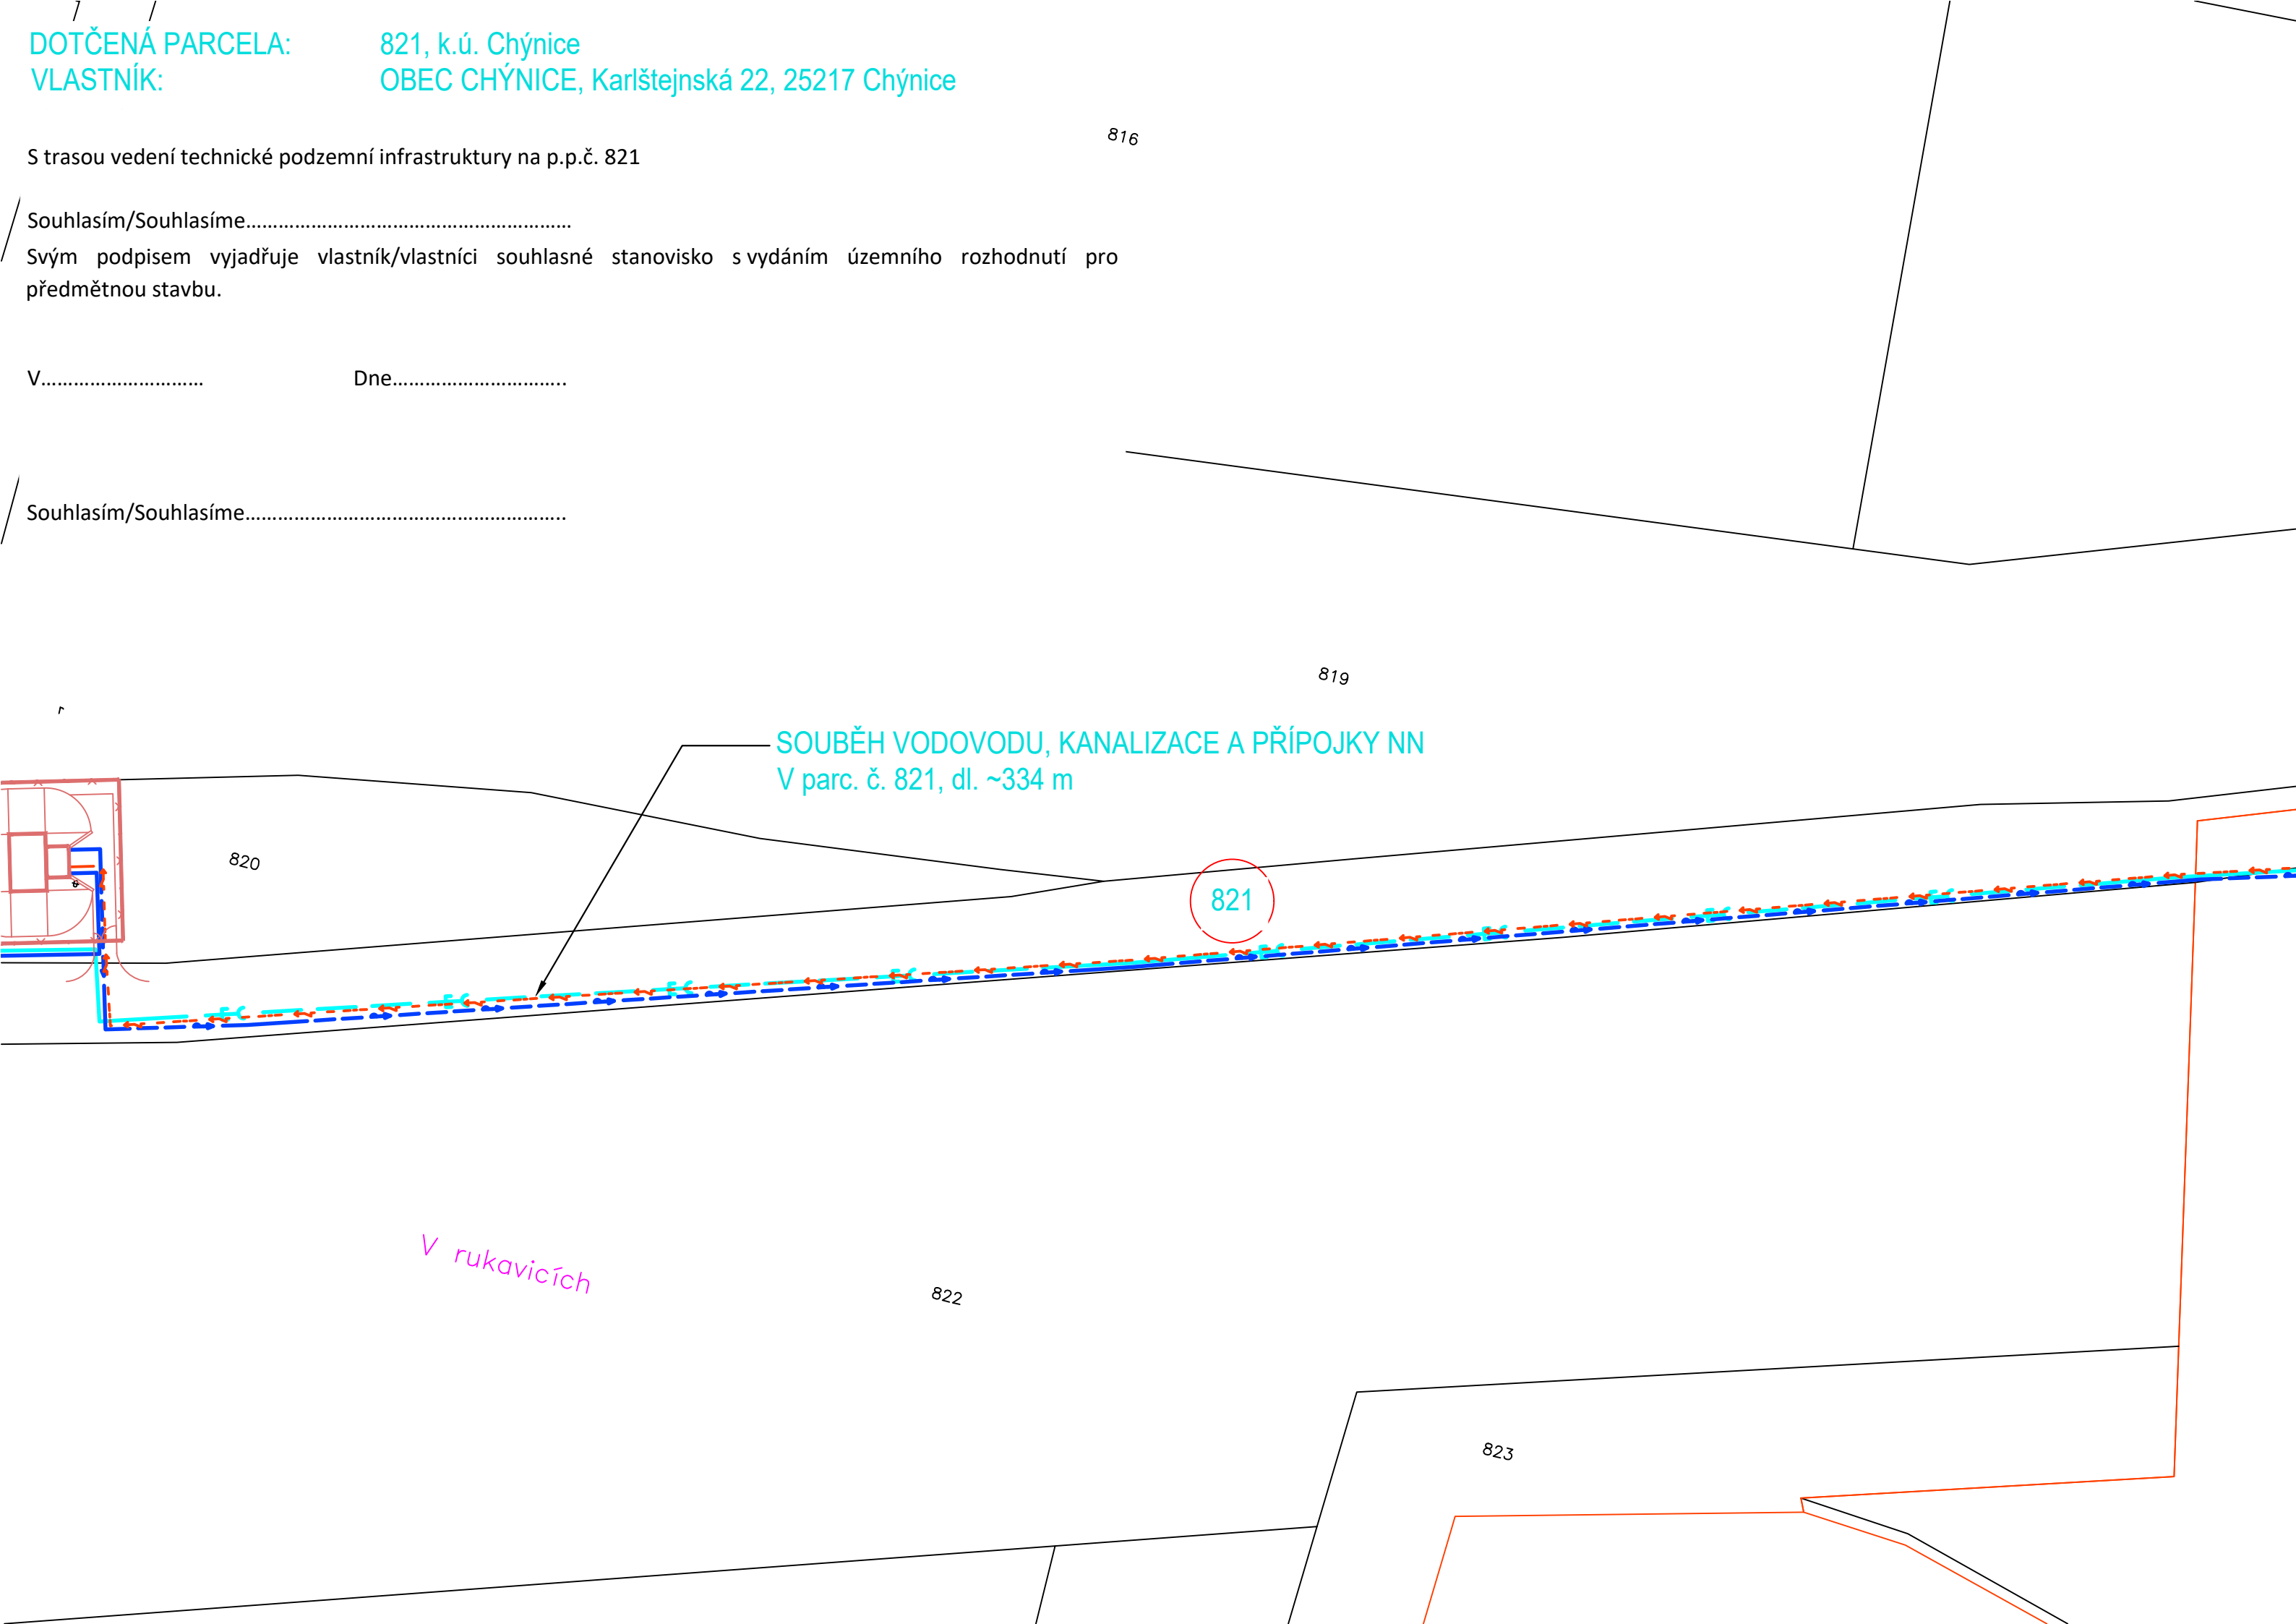 DOTČENÁ PARCELA: 821, k.ú. Chýnice
VLASTNÍK: OBEC CHÝNICE, Karlštejnská 22, 25217 Chýnice
816
S trasou vedení technické podzemní infrastruktury na p.p.č. 821
Souhlasím/Souhlasíme……………………………………………………
Svým podpisem vyjadřuje vlastník/vlastníci souhlasné stanovisko s vydáním územního rozhodnutí pro
předmětnou stavbu.
V………………………… Dne…………………………..
Souhlasím/Souhlasíme…………………………………………………..
819
SOUBĚH VODOVODU, KANALIZACE A PŘÍPOJKY NN
V parc. č. 821, dl. ~334 m
820
821
V rukavicích
822
823